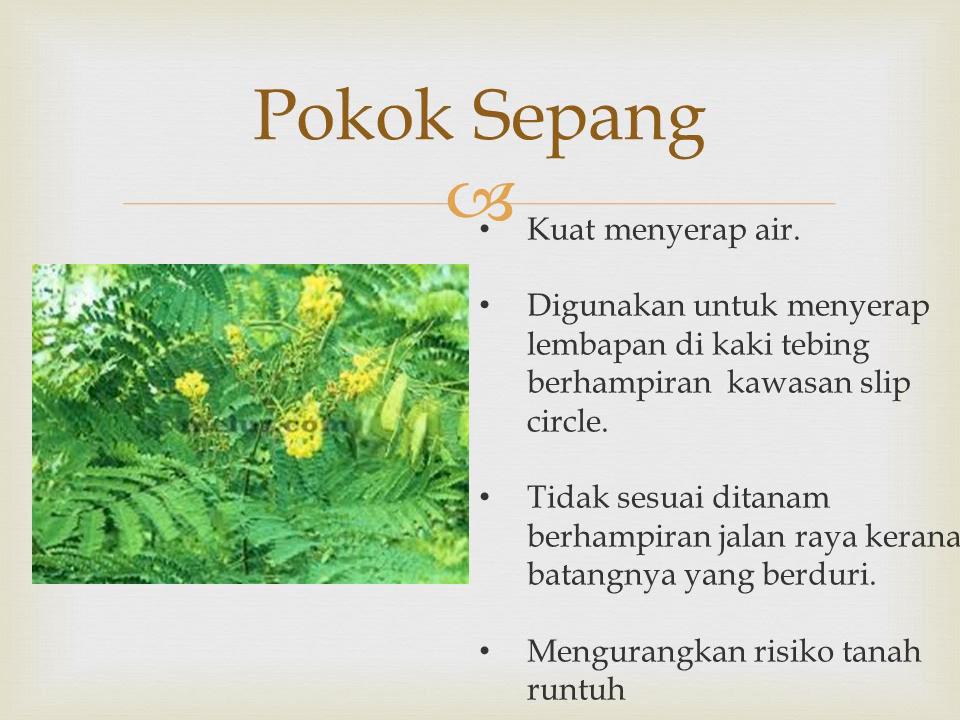 Pokok Sepang
• Kuat menyerap air.
• Digunakan untuk menyerap
lembapan di kaki tebing
berhampiran kawasan slip
circle.
• Tidak sesuai ditanam
berhampiran jalan raya kerana
batangnya yang berduri.
• Mengurangkan risiko tanah
runtuh